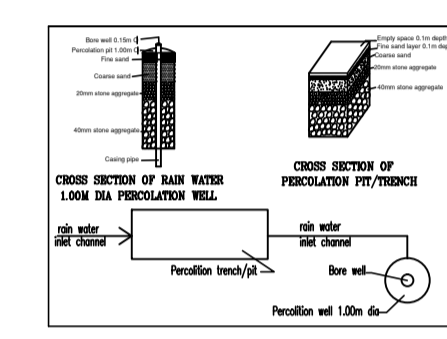 Bore well 0.15m
Percolation pit 1.00m
Fine sand
Coarse sand
20mm stone aggregate
40mm stone aggregate
Casing pipe
CROSS SECTION OF RAIN WATER
1.00M DIA PERCOLATION WELL
Empty space 0.1m depth
Fine sand layer 0.1m
Coarse sand
20mm stone aggregate
40mm stone aggregate
CROSS SECTION OF
PERCOLATION PIT/TRENCH
rain water
inlet channel
Percolition trench/pit
rain water
inlet channel
Bore well
Percolition well 1.00m dia